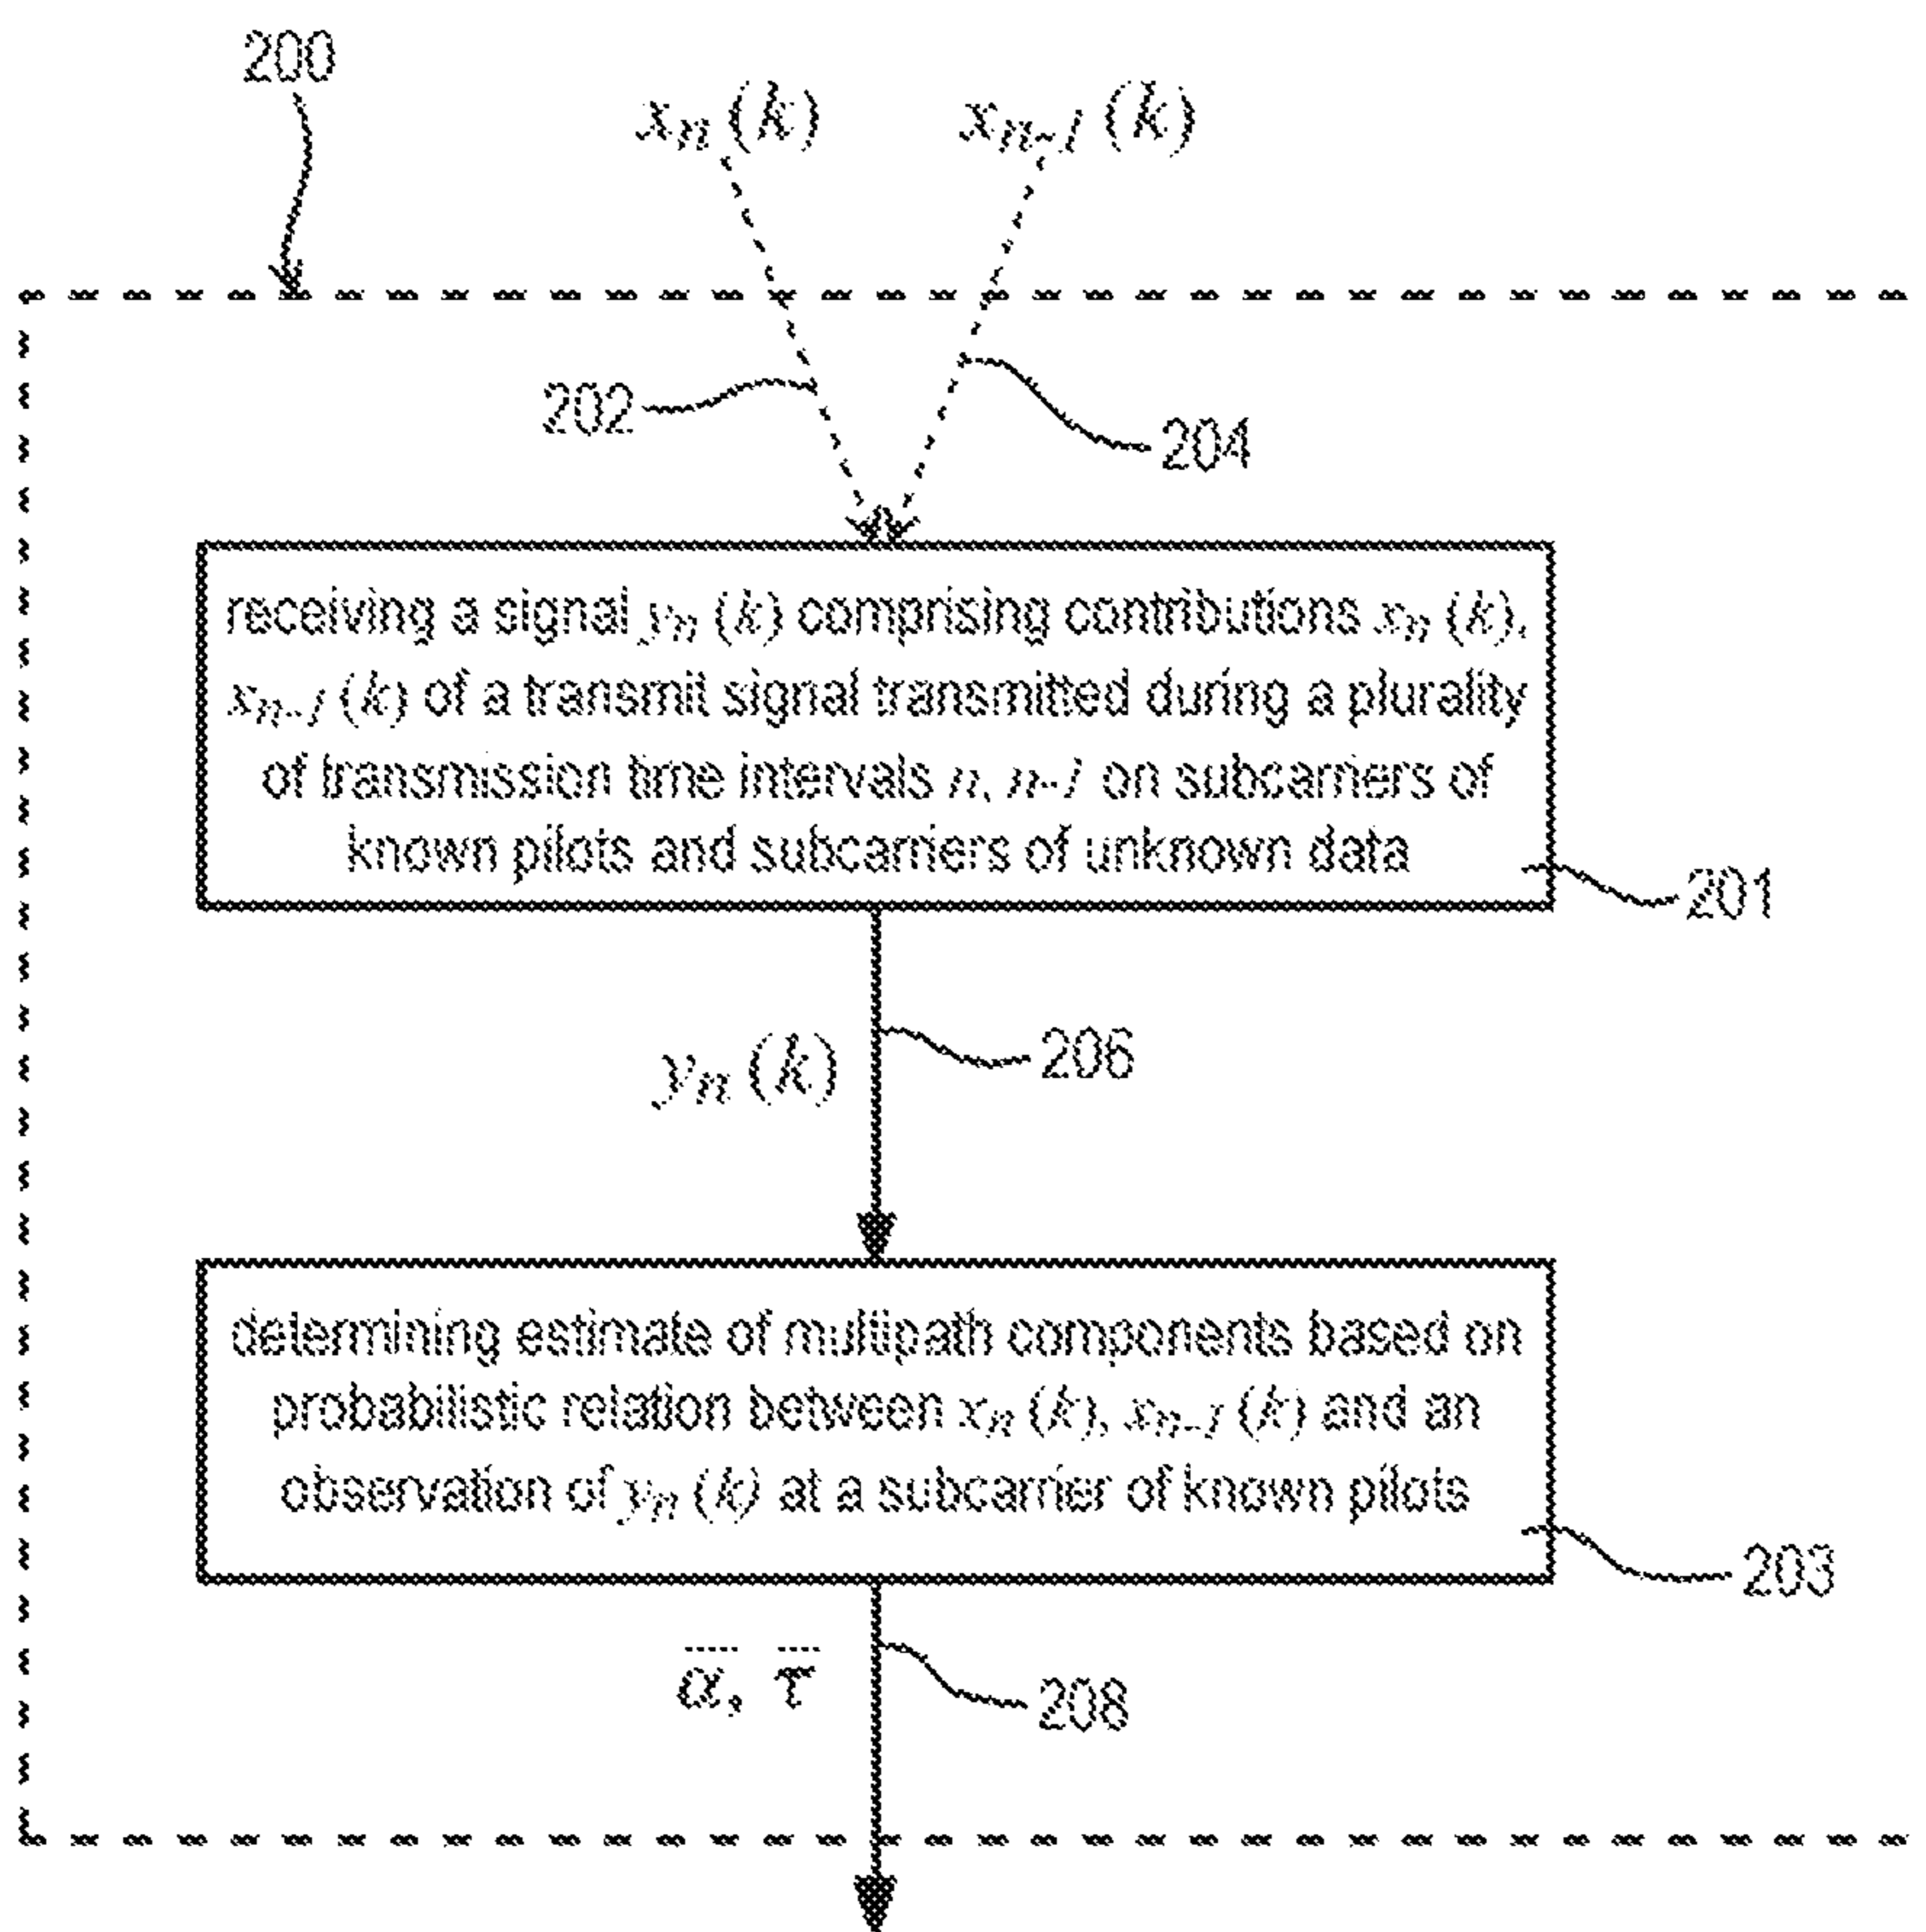 200
xₙ (k) xₙ₋₁ (k)
202
204
receiving a signal yₙ (k) comprising contributions xₙ (k),
xₙ₋₁ (k) of a transmit signal transmitted during a plurality
of transmission time intervals n, n-1 on subcarriers of
known pilots and subcarriers of unknown data
201
yₙ (k)
206
determining estimate of multipath components based on
probabilistic relation between xₙ (k), xₙ₋₁ (k) and an
observation of yₙ (k) at a subcarrier of known pilots
203
α̅, τ̅
208